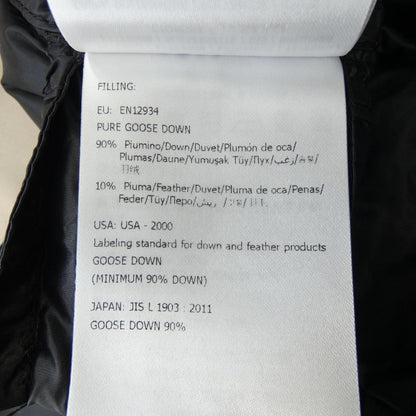 FILLING:
EU: EN12934
PURE GOOSE DOWN
90% Piumino/Down/Duvet/Plumón de oca/
Plumas/Daune/Yumuşak Tüy/Пух/زغب/
羽绒
10% Piuma/Feather/Duvet/Pluma de oca/Penas/
Feder/Tüy/Перо/ريش/
USA: USA - 2000
Labeling standard for down and feather products
GOOSE DOWN
(MINIMUM 90% DOWN)
JAPAN: JIS L 1903 : 2011
GOOSE DOWN 90%